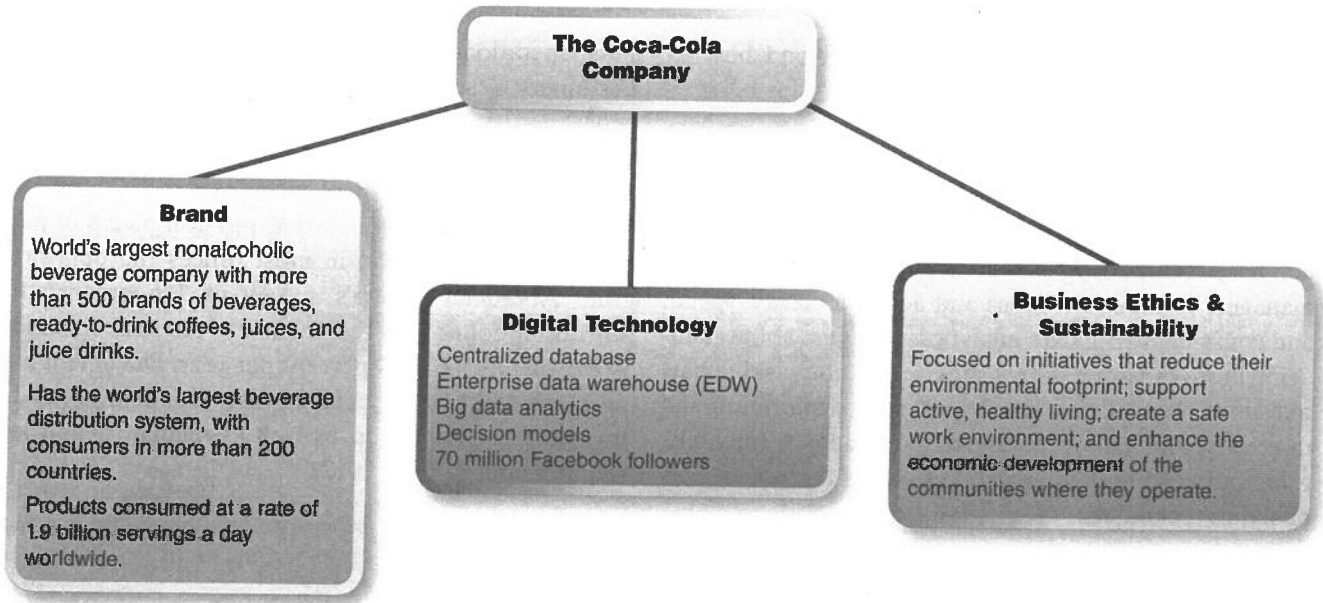 The Coca-Cola
Company
Brand
World's largest nonalcoholic
beverage company with more
than 500 brands of beverages,
ready-to-drink coffees, juices, and
juice drinks.
Has the world's largest beverage
distribution system, with
consumers in more than 200
countries.
Products consumed at a rate of
1.9 billion servings a day
worldwide.
Digital Technology
Centralized database
Enterprise data warehouse (EDW)
Big data analytics
Decision models
70 million Facebook followers
Business Ethics &
Sustainability
Focused on initiatives that reduce their
environmental footprint; support
active, healthy living; create a safe
work environment; and enhance the
economic development of the
communities where they operate.